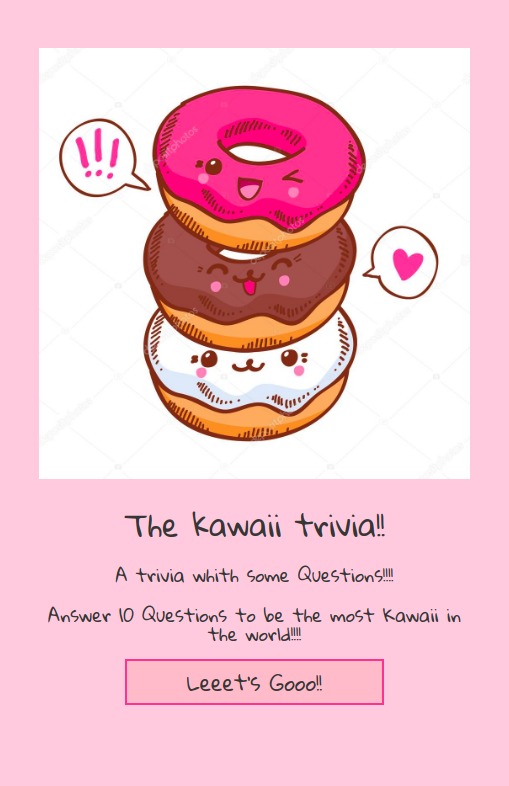 !!!
The kawaii trivia!!
A trivia whith some Questions!!!!
Answer 10 Questions to be the most Kawaii in
the world!!!!
Leeet's Gooo!!